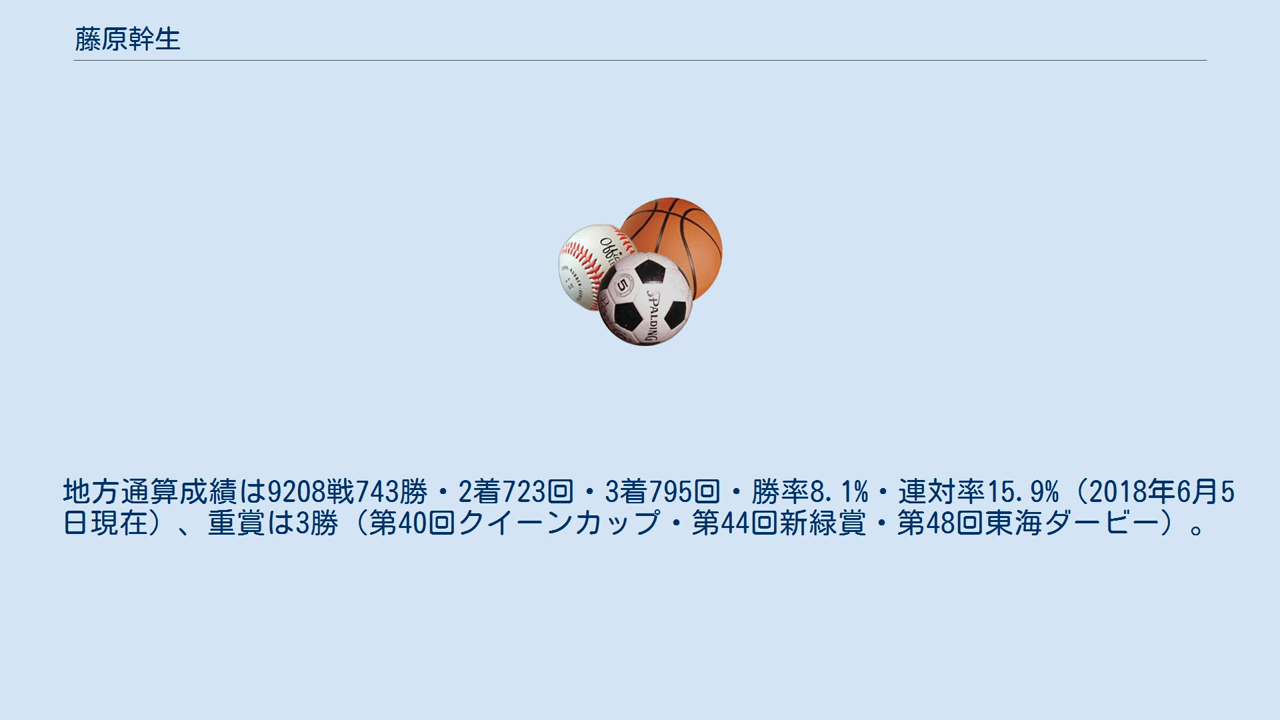 藤原幹生
Offic
5
SPALDING
地方通算成績は9208戦743勝・2着723回・3着795回・勝率8.1%・連対率15.9%（2018年6月5
日現在）、重賞は3勝（第40回クイーンカップ・第44回新緑賞・第48回東海ダービー）。